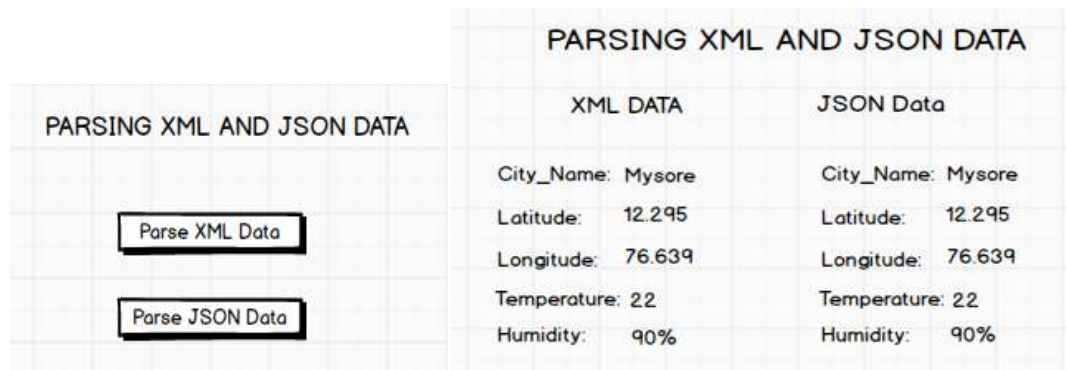 PARSING XML AND JSON DATA
Parse XML Data
Parse JSON Data
PARSING XML AND JSON DATA
XML DATA
City_Name: Mysore
Latitude: 12.295
Longitude: 76.639
Temperature: 22
Humidity: 90%
JSON Data
City_Name: Mysore
Latitude: 12.295
Longitude: 76.639
Temperature: 22
Humidity: 90%